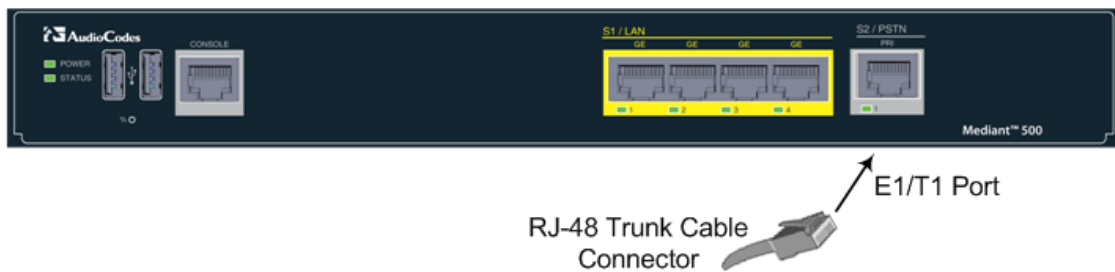 AudioCodes
POWER
STATUS
CONSOLE
S1 / LAN
GE GE GE GE
1 2 3 4
S2 / PSTN
PRI
1
Mediant™ 500
E1/T1 Port
RJ-48 Trunk Cable
Connector